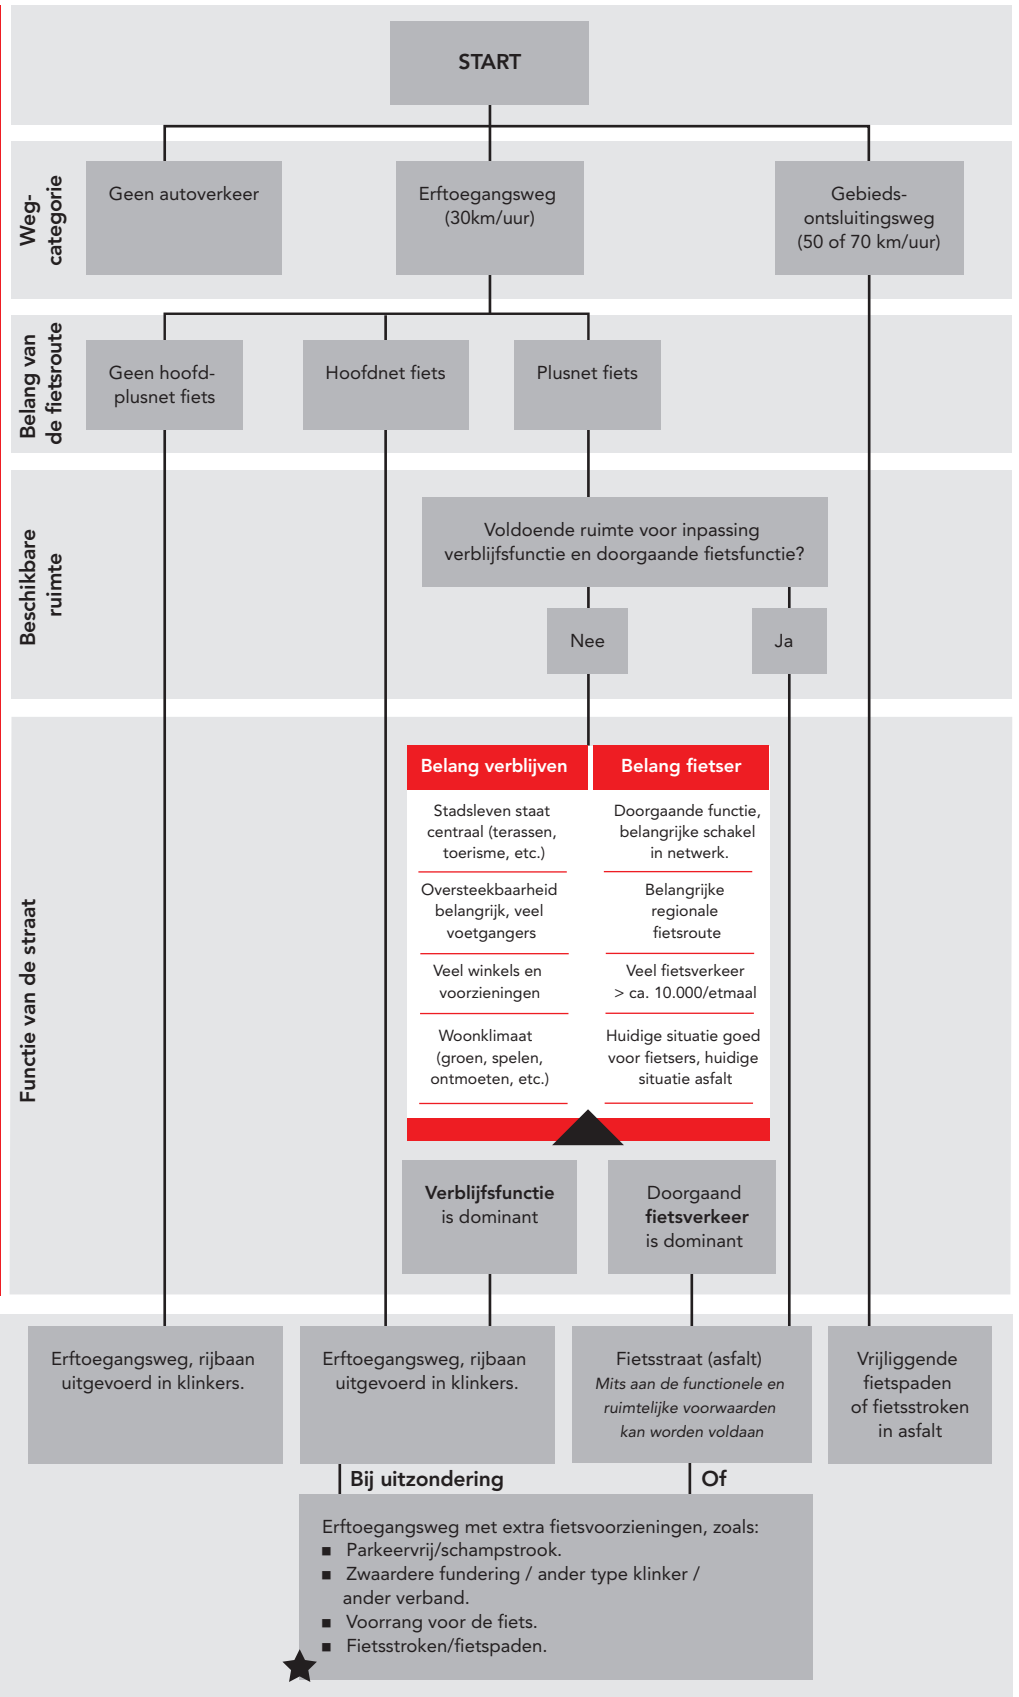 START
Weg-
categorie
Geen autoverkeer
Erftoegangsweg
(30km/uur)
Gebieds-
ontsluitingsweg
(50 of 70 km/uur)
Belang van
de fietsroute
Geen hoofd-
plusnet fiets
Hoofdnet fiets
Plusnet fiets
Beschikbare
ruimte
Voldoende ruimte voor inpassing
verblijfsfunctie en doorgaande fietsfunctie?
Nee
Ja
Functie van de straat
Belang verblijven
Stadsleven staat
centraal (terassen,
toerisme, etc.)
Oversteekbaarheid
belangrijk, veel
voetgangers
Veel winkels en
voorzieningen
Woonklimaat
(groen, spelen,
ontmoeten, etc.)
Belang fietser
Doorgaande functie,
belangrijke schakel
in netwerk.
Belangrijke
regionale
fietsroute
Veel fietsverkeer
> ca. 10.000/etmaal
Huidige situatie goed
voor fietsers, huidige
situatie asfalt
Verblijfsfunctie
is dominant
Doorgaand
fietsverkeer
is dominant
Erftoegangsweg, rijbaan
uitgevoerd in klinkers.
Erftoegangsweg, rijbaan
uitgevoerd in klinkers.
Fietsstraat (asfalt)
Mits aan de functionele en
ruimtelijke voorwaarden
kan worden voldaan
Vrijliggende
fietspaden
of fietsstroken
in asfalt
Bij uitzondering
Of
Erftoegangsweg met extra fietsvoorzieningen, zoals:
■ Parkeervrij/schampstrook.
■ Zwaardere fundering / ander type klinker /
ander verband.
■ Voorrang voor de fiets.
■ Fietsstroken/fietspaden.